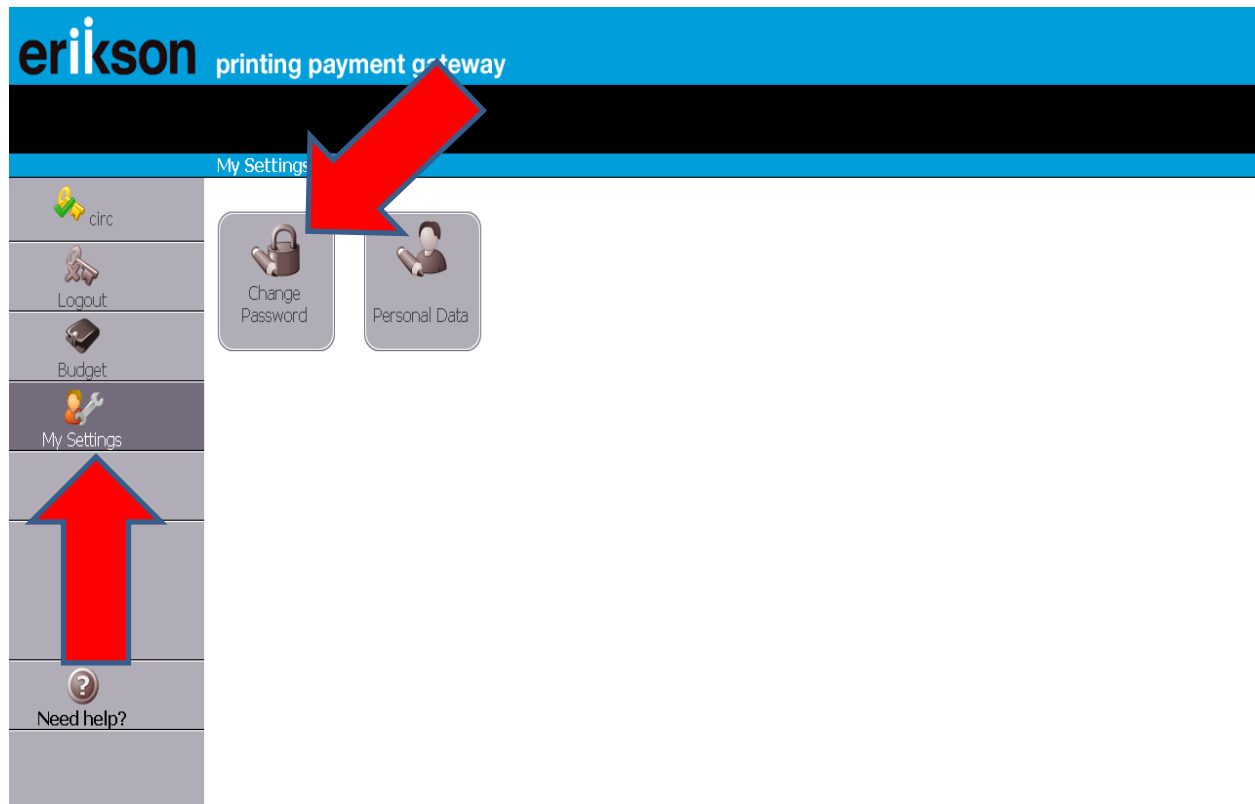 erikson printing payment gateway
My Settings
circ
Logout
Budget
My Settings
Change
Password
Personal Data
?
Need help?